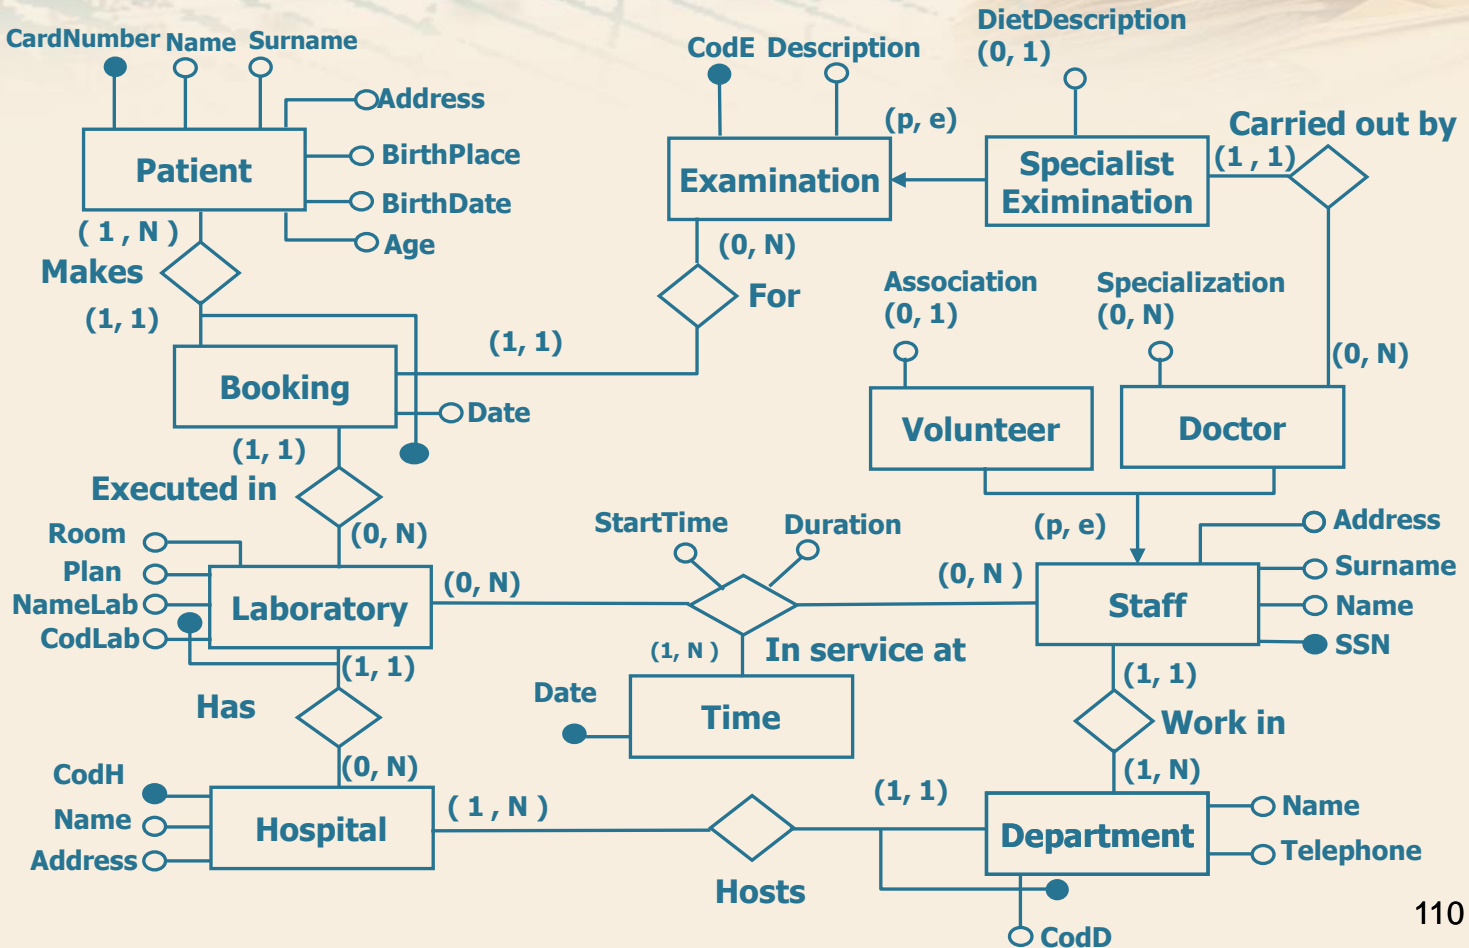 DietDescription
(0, 1)
CardNumber Name Surname
CodE Description
Address
(p, e)
Carried out by
Patient
BirthPlace
Examination
Specialist
Eximination
(1 , 1)
BirthDate
( 1 , N )
Age
(0, N)
Makes
For
Association
(0, 1)
Specialization
(0, N)
(1, 1)
(1, 1)
(0, N)
Booking
Date
Volunteer
Doctor
(1, 1)
Executed in
Room
(0, N)
StartTime
Duration
(p, e)
Address
Plan
(0, N)
(0, N )
Surname
NameLab
Laboratory
Staff
Name
CodLab
SSN
(1, 1)
(1, N )
In service at
(1, 1)
Has
Date
Time
Work in
CodH
(0, N)
(1, N)
Name
Hospital
( 1 , N )
(1, 1)
Department
Name
Address
Telephone
Hosts
CodD
110